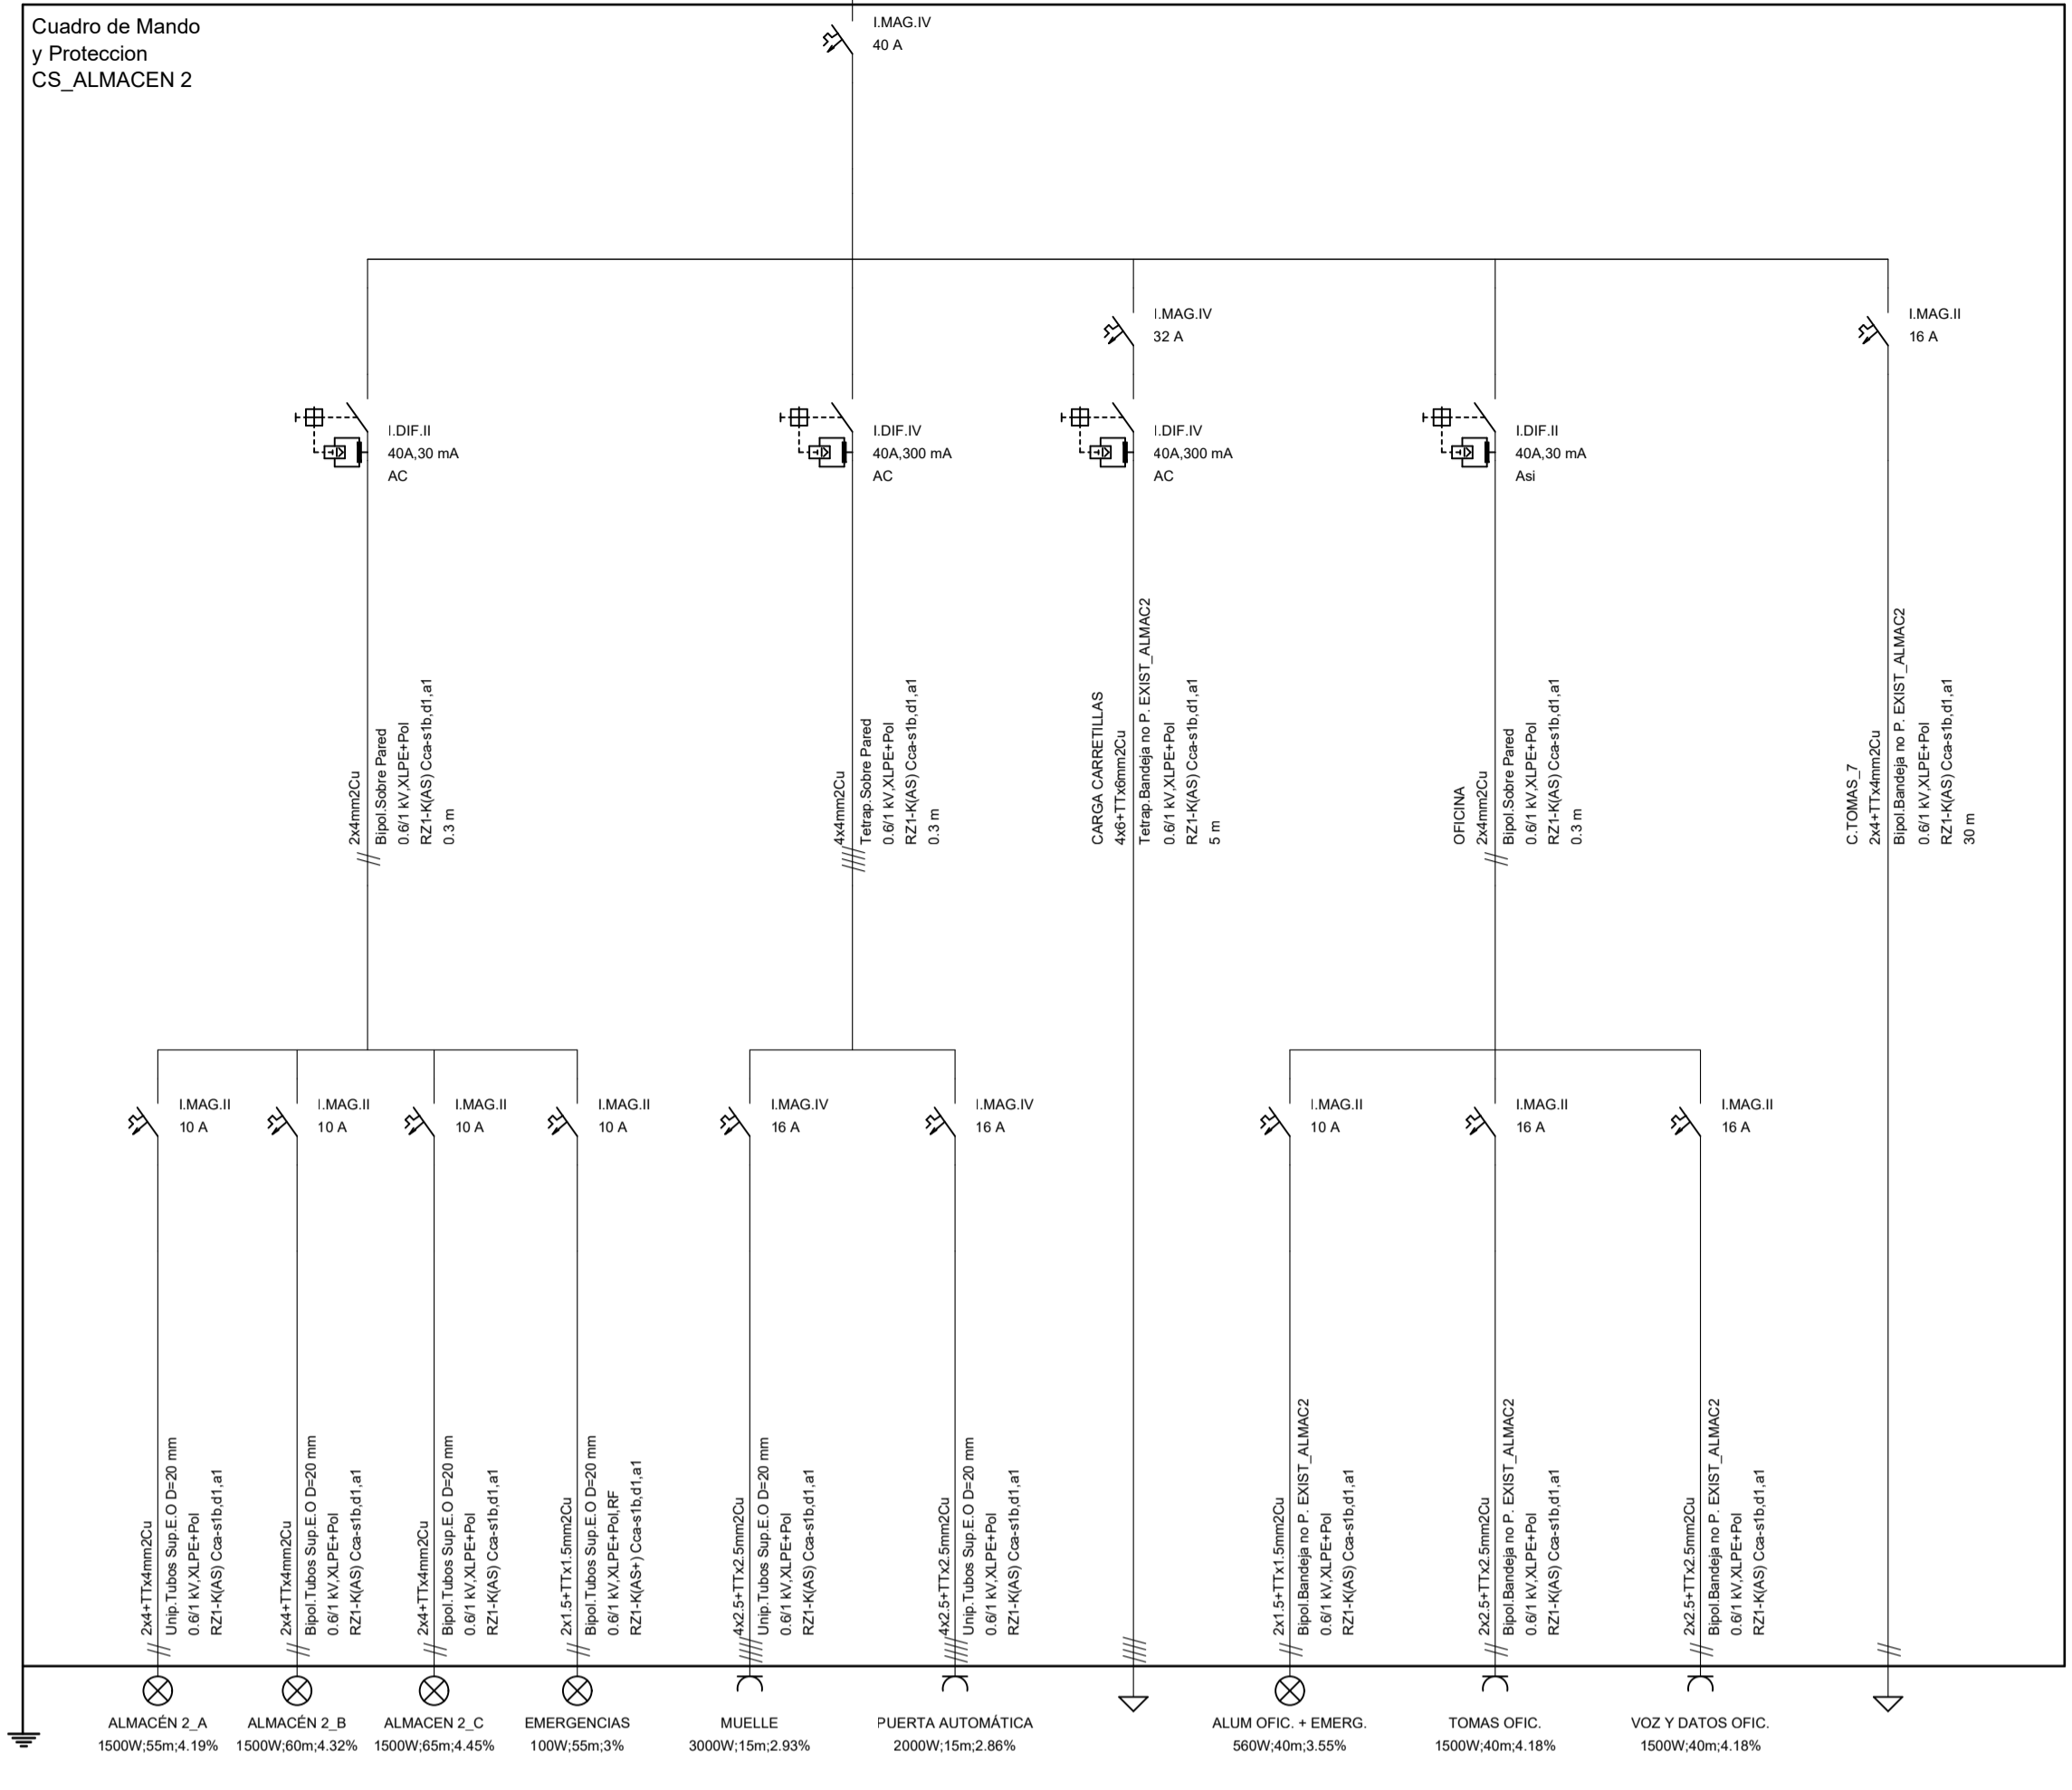 Cuadro de Mando
y Proteccion
CS_ALMACEN 2
I.MAG.IV
40 A
I.MAG.IV
32 A
I.MAG.II
16 A
I.DIF.II
40A,30 mA
AC
I.DIF.IV
40A,300 mA
AC
I.DIF.IV
40A,300 mA
AC
I.DIF.II
40A,30 mA
Asi
2x4mm2Cu
Bipol.Sobre Pared
0.6/1 kV,XLPE+Pol
RZ1-K(AS) Cca-s1b,d1,a1
0.3 m
4x4mm2Cu
Tetrap.Sobre Pared
0.6/1 kV,XLPE+Pol
RZ1-K(AS) Cca-s1b,d1,a1
0.3 m
CARGA CARRETILLAS
4x6+TTx6mm2Cu
Tetrap.Bandeja no P. EXIST_ALMAC2
0.6/1 kV,XLPE+Pol
RZ1-K(AS) Cca-s1b,d1,a1
5 m
OFICINA
2x4mm2Cu
Bipol.Sobre Pared
0.6/1 kV,XLPE+Pol
RZ1-K(AS) Cca-s1b,d1,a1
0.3 m
C.TOMAS_7
2x4+TTx4mm2Cu
Bipol.Bandeja no P. EXIST_ALMAC2
0.6/1 kV,XLPE+Pol
RZ1-K(AS) Cca-s1b,d1,a1
30 m
I.MAG.II
10 A
I.MAG.II
10 A
I.MAG.II
10 A
I.MAG.II
10 A
I.MAG.IV
16 A
I.MAG.IV
16 A
I.MAG.II
10 A
I.MAG.II
16 A
I.MAG.II
16 A
2x4+TTx4mm2Cu
Unip.Tubos Sup.E.O D=20 mm
0.6/1 kV,XLPE+Pol
RZ1-K(AS) Cca-s1b,d1,a1
2x4+TTx4mm2Cu
Bipol.Tubos Sup.E.O D=20 mm
0.6/1 kV,XLPE+Pol
RZ1-K(AS) Cca-s1b,d1,a1
2x4+TTx4mm2Cu
Bipol.Tubos Sup.E.O D=20 mm
0.6/1 kV,XLPE+Pol
RZ1-K(AS) Cca-s1b,d1,a1
2x1.5+TTx1.5mm2Cu
Bipol.Tubos Sup.E.O D=20 mm
0.6/1 kV,XLPE+Pol,RF
RZ1-K(AS+) Cca-s1b,d1,a1
4x2.5+TTx2.5mm2Cu
Unip.Tubos Sup.E.O D=20 mm
0.6/1 kV,XLPE+Pol
RZ1-K(AS) Cca-s1b,d1,a1
4x2.5+TTx2.5mm2Cu
Unip.Tubos Sup.E.O D=20 mm
0.6/1 kV,XLPE+Pol
RZ1-K(AS) Cca-s1b,d1,a1
2x1.5+TTx1.5mm2Cu
Bipol.Bandeja no P. EXIST_ALMAC2
0.6/1 kV,XLPE+Pol
RZ1-K(AS) Cca-s1b,d1,a1
2x2.5+TTx2.5mm2Cu
Bipol.Bandeja no P. EXIST_ALMAC2
0.6/1 kV,XLPE+Pol
RZ1-K(AS) Cca-s1b,d1,a1
2x2.5+TTx2.5mm2Cu
Bipol.Bandeja no P. EXIST_ALMAC2
0.6/1 kV,XLPE+Pol
RZ1-K(AS) Cca-s1b,d1,a1
ALMACÉN 2_A
1500W;55m;4.19%
ALMACÉN 2_B
1500W;60m;4.32%
ALMACEN 2_C
1500W;65m;4.45%
EMERGENCIAS
100W;55m;3%
MUELLE
3000W;15m;2.93%
PUERTA AUTOMÁTICA
2000W;15m;2.86%
ALUM OFIC. + EMERG.
560W;40m;3.55%
TOMAS OFIC.
1500W;40m;4.18%
VOZ Y DATOS OFIC.
1500W;40m;4.18%